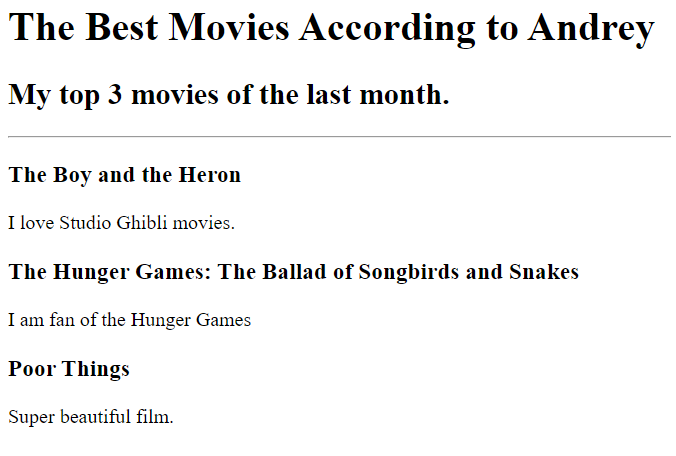 The Best Movies According to Andrey
My top 3 movies of the last month.
The Boy and the Heron
I love Studio Ghibli movies.
The Hunger Games: The Ballad of Songbirds and Snakes
I am fan of the Hunger Games
Poor Things
Super beautiful film.